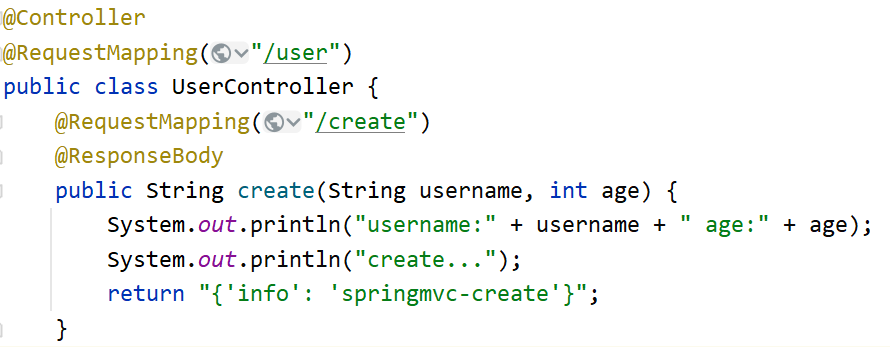 @Controller
@RequestMapping("/user")
public class UserController {
    @RequestMapping("/create")
    @ResponseBody
    public String create(String username, int age) {
        System.out.println("username:" + username + " age:" + age);
        System.out.println("create...");
        return "{'info': 'springmvc-create'}";
    }